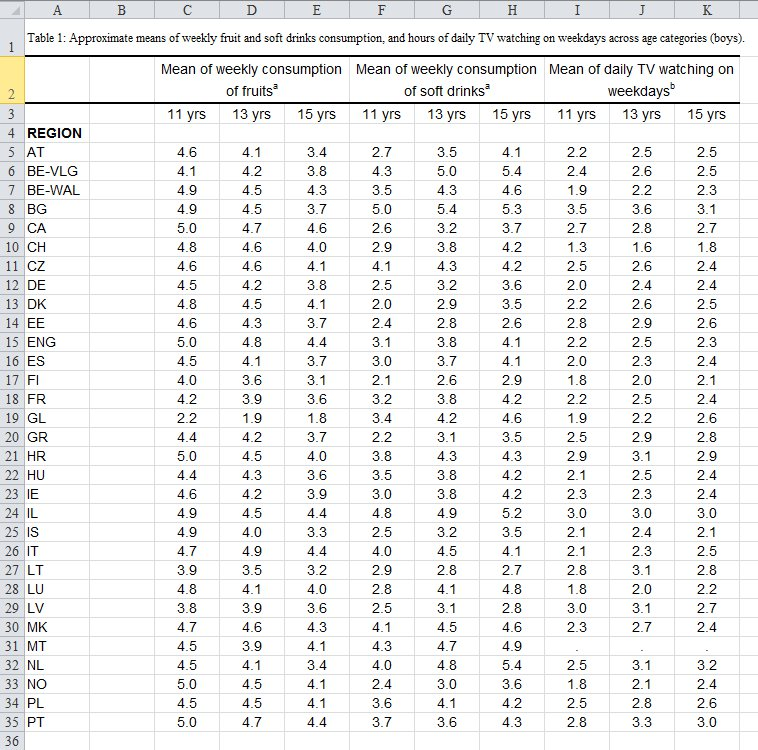 A B C D E F G H I J K
1 Table 1: Approximate means of weekly fruit and soft drinks consumption, and hours of daily TV watching on weekdays across age categories (boys).
2 Mean of weekly consumption of fruitsᵃ Mean of weekly consumption of soft drinksᵃ Mean of daily TV watching on weekdaysᵇ
3 11 yrs 13 yrs 15 yrs 11 yrs 13 yrs 15 yrs 11 yrs 13 yrs 15 yrs
4 REGION
5 AT 4.6 4.1 3.4 2.7 3.5 4.1 2.2 2.5 2.5
6 BE-VLG 4.1 4.2 3.8 4.3 5.0 5.4 2.4 2.6 2.5
7 BE-WAL 4.9 4.5 4.3 3.5 4.3 4.6 1.9 2.2 2.3
8 BG 4.9 4.5 3.7 5.0 5.4 5.3 3.5 3.6 3.1
9 CA 5.0 4.7 4.6 2.6 3.2 3.7 2.7 2.8 2.7
10 CH 4.8 4.6 4.0 2.9 3.8 4.2 1.3 1.6 1.8
11 CZ 4.6 4.6 4.1 4.1 4.3 4.2 2.5 2.6 2.4
12 DE 4.5 4.2 3.8 2.5 3.2 3.6 2.0 2.4 2.4
13 DK 4.8 4.5 4.1 2.0 2.9 3.5 2.2 2.6 2.5
14 EE 4.6 4.3 3.7 2.4 2.8 2.6 2.8 2.9 2.6
15 ENG 5.0 4.8 4.4 3.1 3.8 4.1 2.2 2.5 2.3
16 ES 4.5 4.1 3.7 3.0 3.7 4.1 2.0 2.3 2.4
17 FI 4.0 3.6 3.1 2.1 2.6 2.9 1.8 2.0 2.1
18 FR 4.2 3.9 3.6 3.2 3.8 4.2 2.2 2.5 2.4
19 GL 2.2 1.9 1.8 3.4 4.2 4.6 1.9 2.2 2.6
20 GR 4.4 4.2 3.7 2.2 3.1 3.5 2.5 2.9 2.8
21 HR 5.0 4.5 4.0 3.8 4.3 4.3 2.9 3.1 2.9
22 HU 4.4 4.3 3.6 3.5 3.8 4.2 2.1 2.5 2.4
23 IE 4.6 4.2 3.9 3.0 3.8 4.2 2.3 2.3 2.4
24 IL 4.9 4.5 4.4 4.8 4.9 5.2 3.0 3.0 3.0
25 IS 4.9 4.0 3.3 2.5 3.2 3.5 2.1 2.4 2.1
26 IT 4.7 4.9 4.4 4.0 4.5 4.1 2.1 2.3 2.5
27 LT 3.9 3.5 3.2 2.9 2.8 2.7 2.8 3.1 2.8
28 LU 4.8 4.1 4.0 2.8 4.1 4.8 1.8 2.0 2.2
29 LV 3.8 3.9 3.6 2.5 3.1 2.8 3.0 3.1 2.7
30 MK 4.7 4.6 4.3 4.1 4.5 4.6 2.3 2.7 2.4
31 MT 4.5 3.9 4.1 4.3 4.7 4.9 . . .
32 NL 4.5 4.1 3.4 4.0 4.8 5.4 2.5 3.1 3.2
33 NO 5.0 4.5 4.1 2.4 3.0 3.6 1.8 2.1 2.4
34 PL 4.5 4.5 4.1 3.6 4.1 4.2 2.5 2.8 2.6
35 PT 5.0 4.7 4.4 3.7 3.6 4.3 2.8 3.3 3.0
36